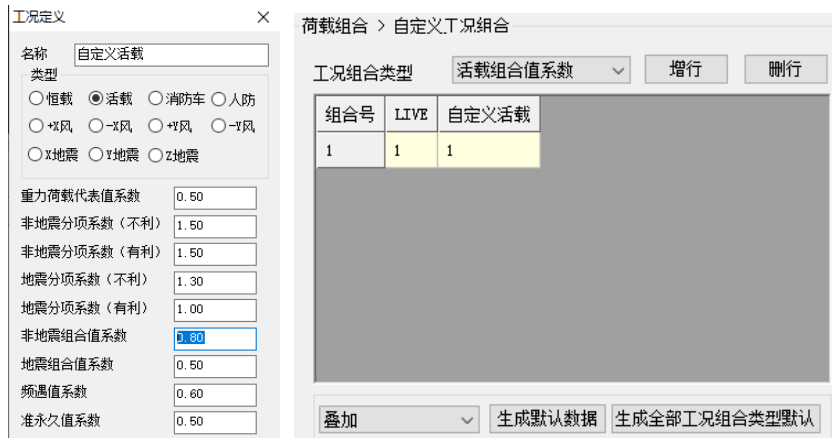 工况定义
名称 自定义活载
类型
恒载 活载 消防车 人防
+X风 -X风 +Y风 -Y风
X地震 Y地震 Z地震
重力荷载代表值系数 0.50
非地震分项系数（不利） 1.50
非地震分项系数（有利） 1.50
地震分项系数（不利） 1.30
地震分项系数（有利） 1.00
非地震组合值系数 0.80
地震组合值系数 0.50
频遇值系数 0.60
准永久值系数 0.50
荷载组合 > 自定义工况组合
工况组合类型 活载组合值系数 增行 删行
组合号 LIVE 自定义活载
1 1 1
叠加 生成默认数据 生成全部工况组合类型默认